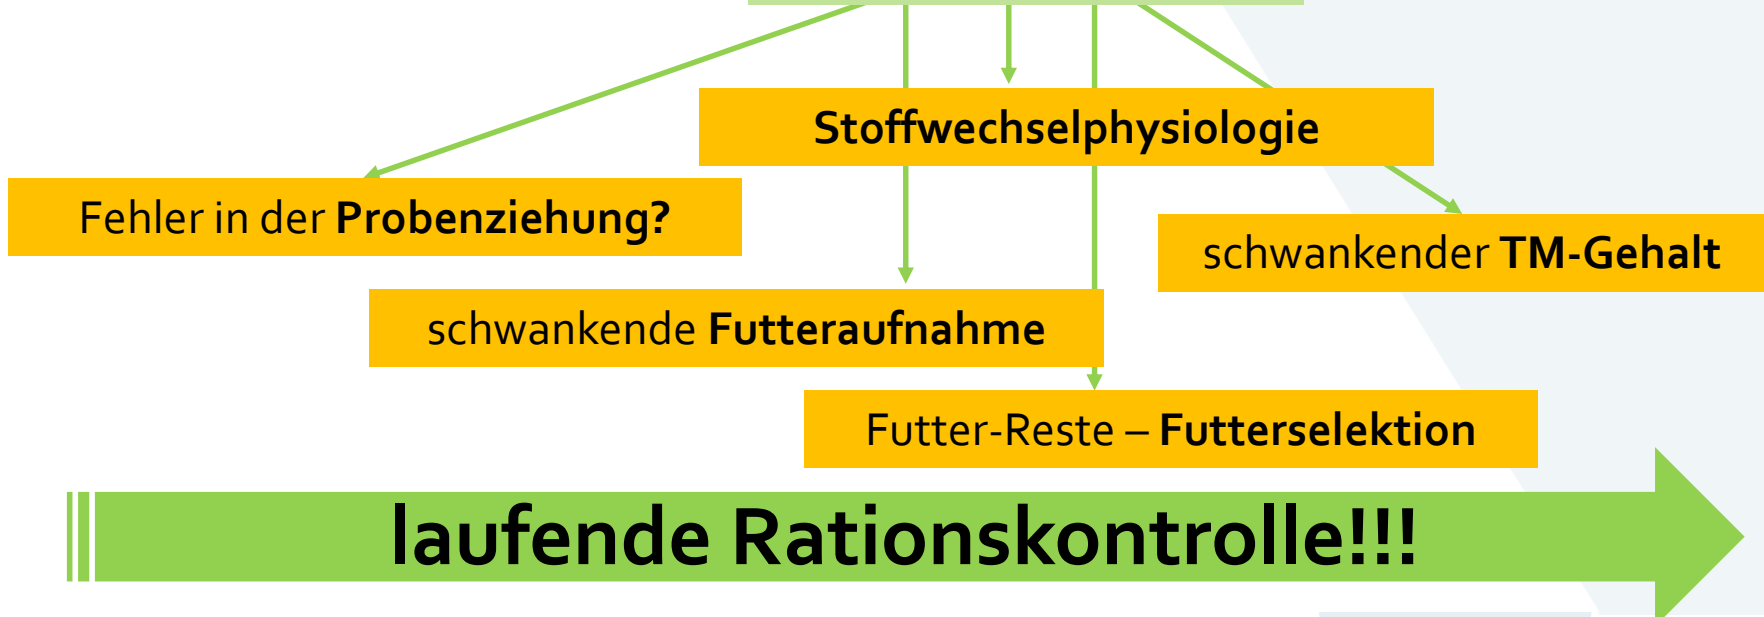 Stoffwechselphysiologie
Fehler in der Probenziehung?
schwankender TM-Gehalt
schwankende Futteraufnahme
Futter-Reste – Futterselektion
laufende Rationskontrolle!!!